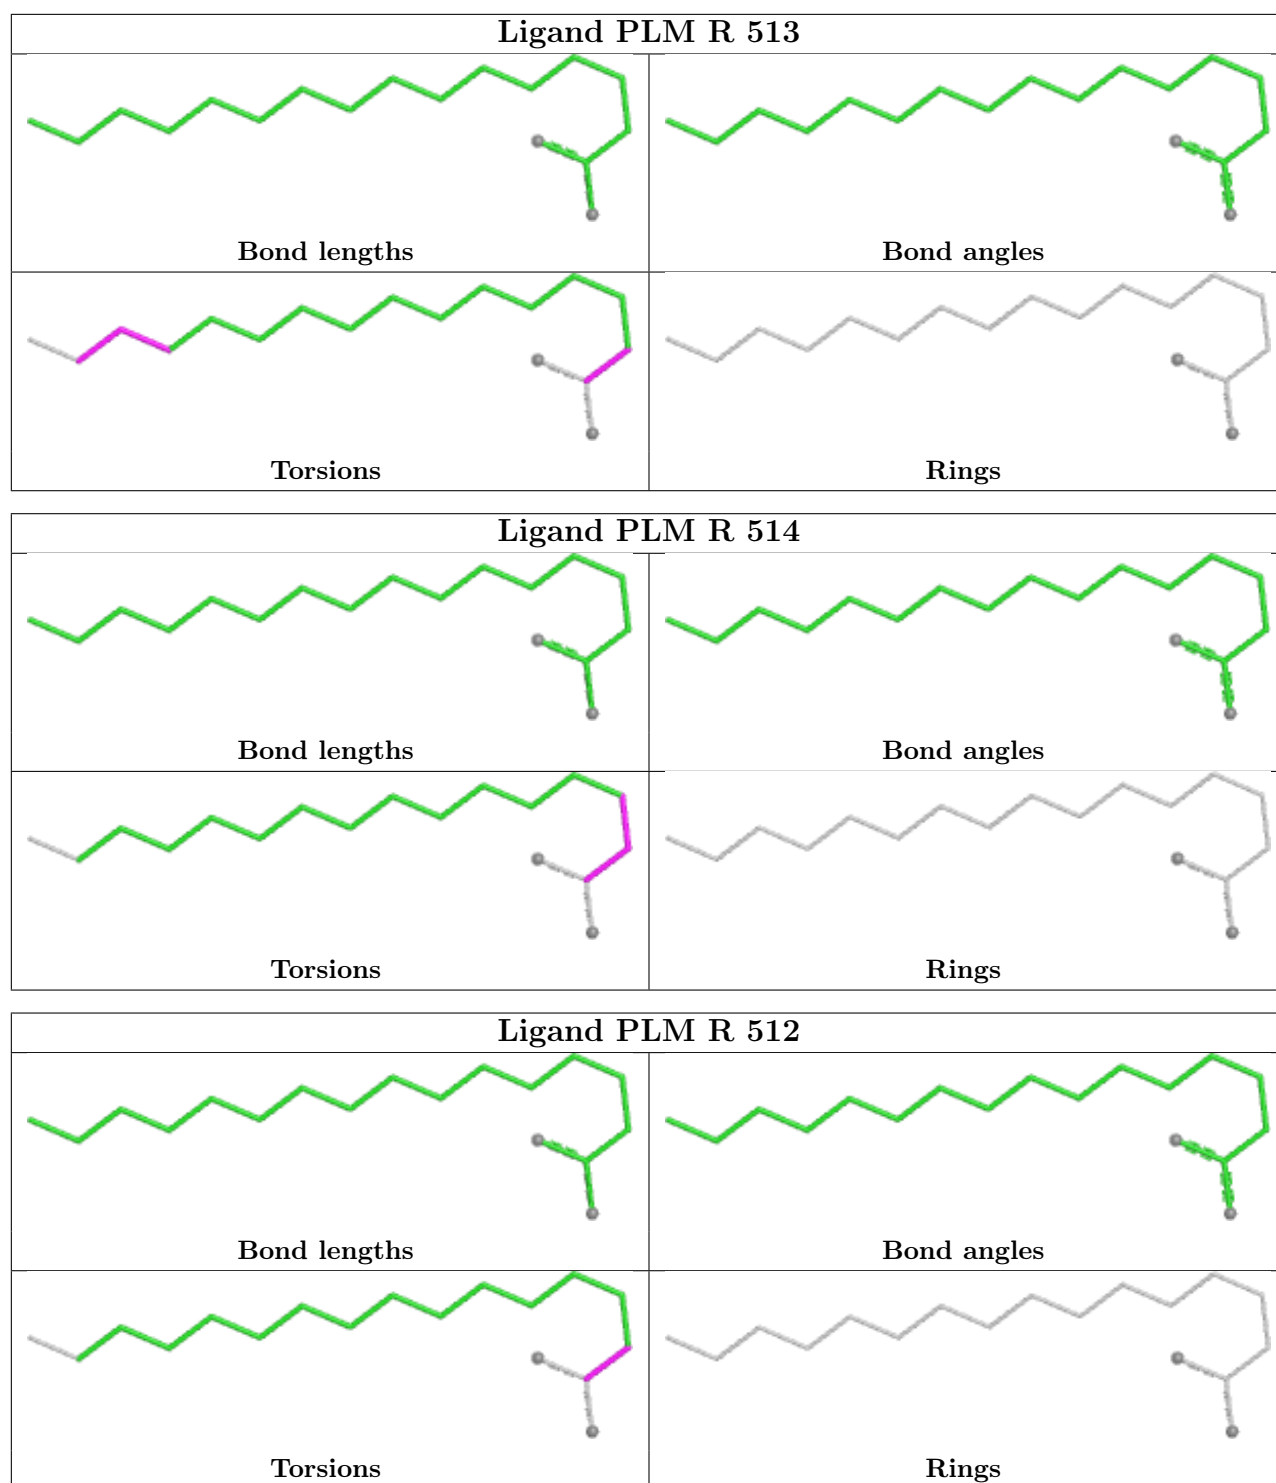 Ligand PLM R 513
Bond lengths
Bond angles
Torsions
Rings
Ligand PLM R 514
Bond lengths
Bond angles
Torsions
Rings
Ligand PLM R 512
Bond lengths
Bond angles
Torsions
Rings